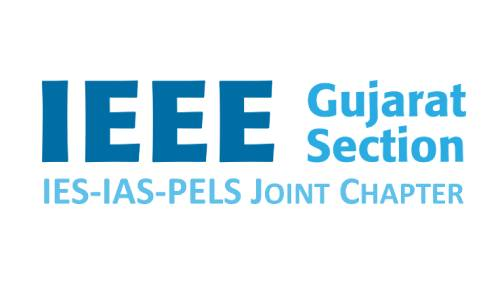 IEEE Gujarat
Section
IES-IAS-PELS JOINT CHAPTER